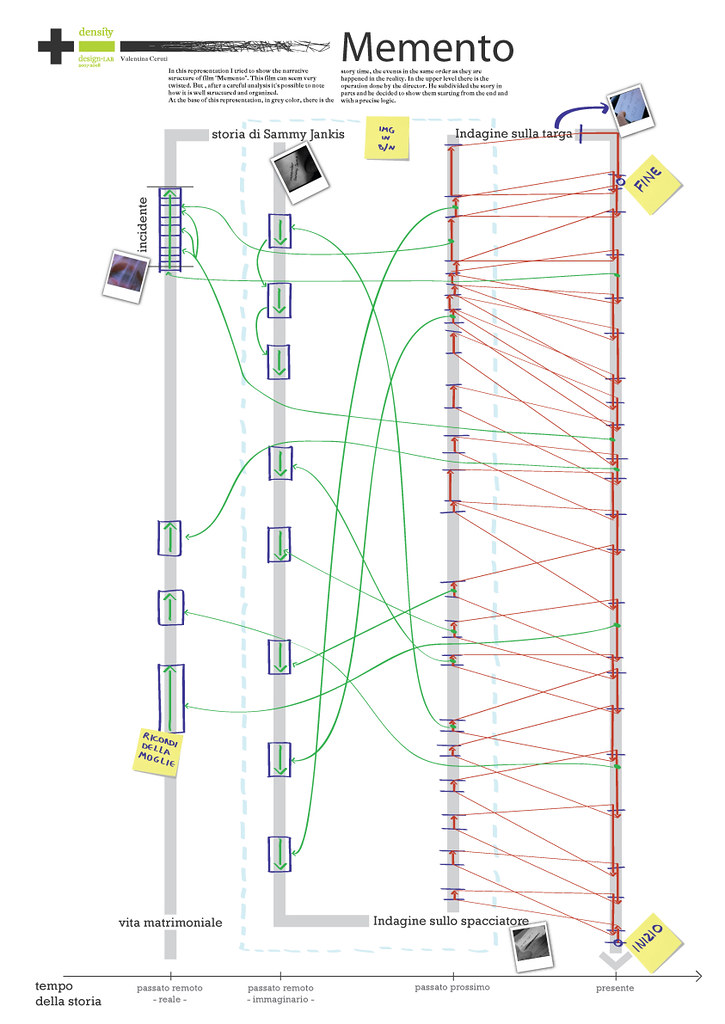 density
design•LAB
2007-2008
Valentina Ceruti
Memento
In this representation I tried to show the narrative
structure of film "Memento". This film can seem very
twisted. But , after a careful analysis it's possible to note
how is is well structured and organized.
At the base of this representation, in grey color, there is the
story time, the events in the same order as they are
happened in the reality. In the upper level there is the
operation done by the director. He subdivided the story in
parts and he decided to show them starting from the end and
with a precise logic.
storia di Sammy Jankis
IMG
IN
B/N
Indagine sulla targa
FINE
incidente
RICORDI
DELLA
MOGLIE
vita matrimoniale
Indagine sullo spacciatore
INIZIO
tempo
della storia
passato remoto
- reale -
passato remoto
- immaginario -
passato prossimo
presente